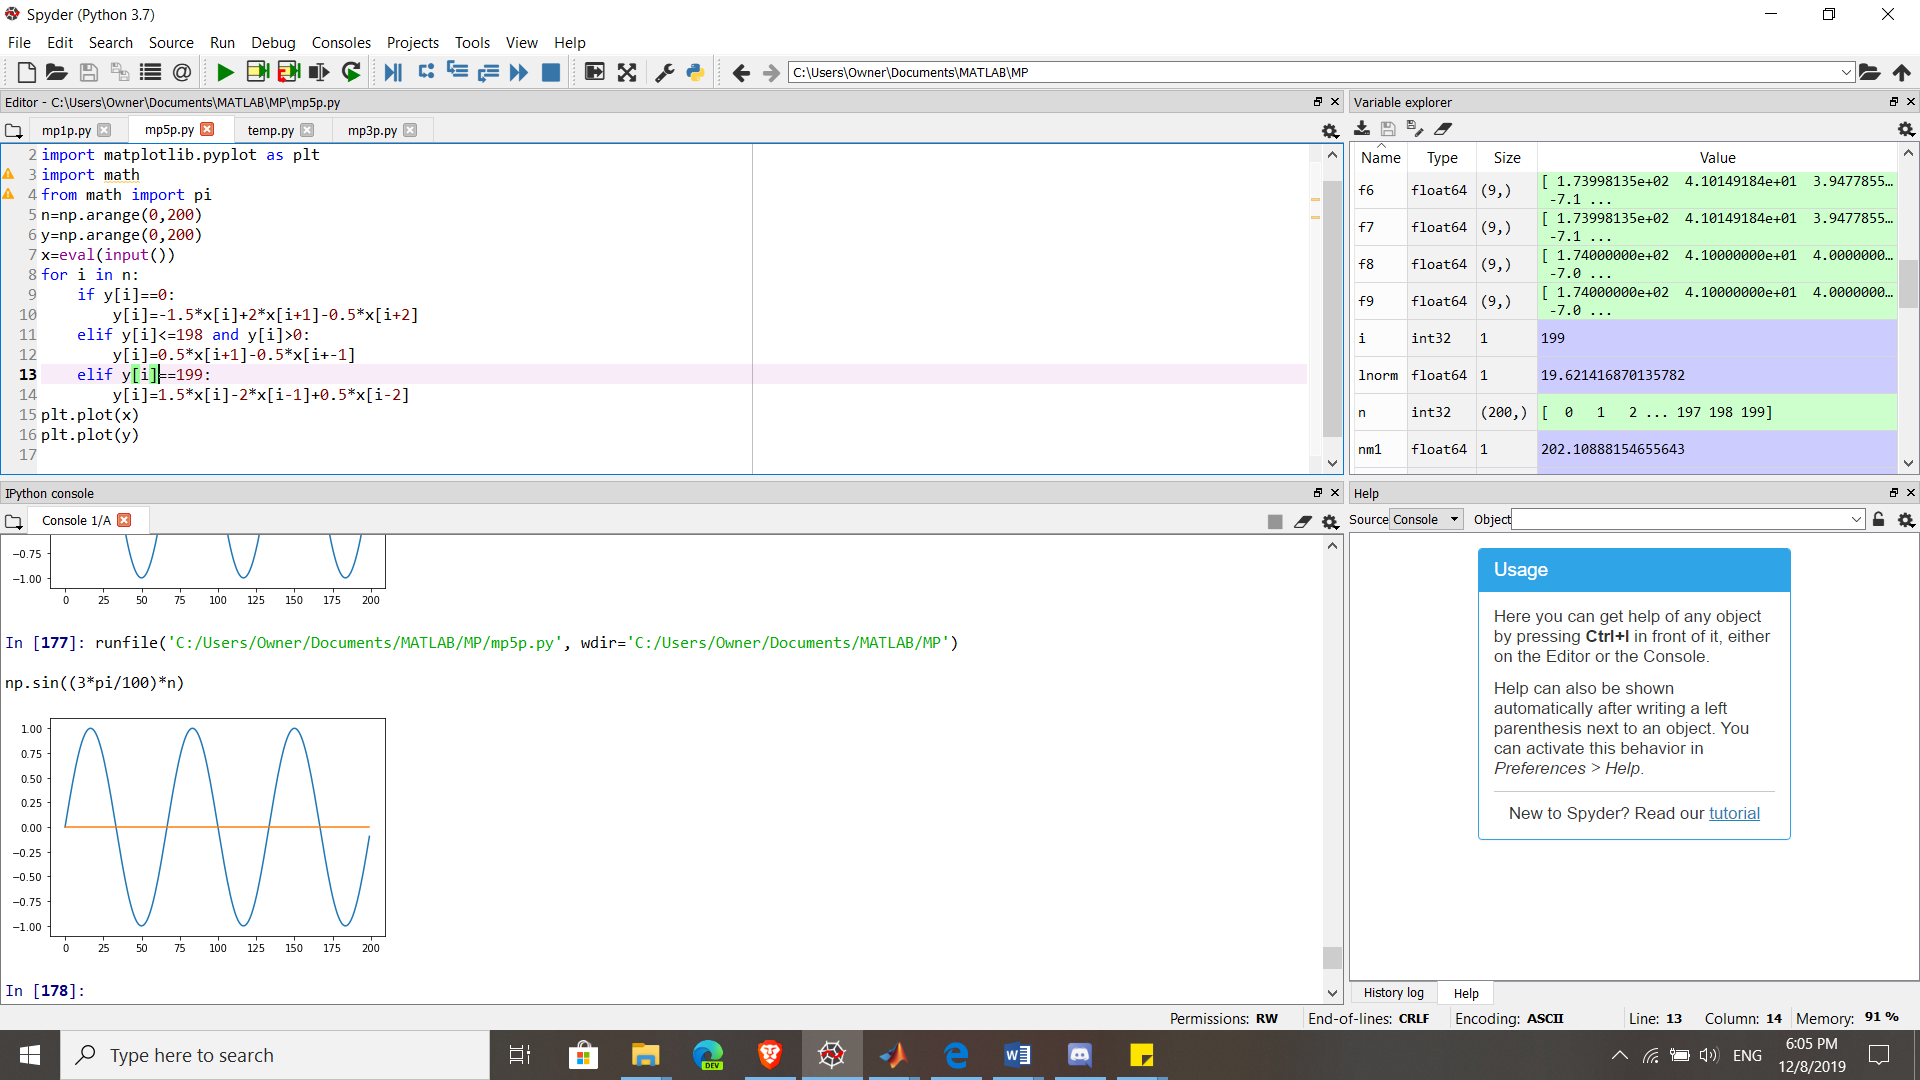 Spyder (Python 3.7)
File Edit Search Source Run Debug Consoles Projects Tools View Help
C:\Users\Owner\Documents\MATLAB\MP
Editor - C:\Users\Owner\Documents\MATLAB\MP\mp5p.py
mp1p.py mp5p.py temp.py mp3p.py
2 import matplotlib.pyplot as plt
3 import math
4 from math import pi
5 n=np.arange(0,200)
6 y=np.arange(0,200)
7 x=eval(input())
8 for i in n:
9     if y[i]==0:
10         y[i]=-1.5*x[i]+2*x[i+1]-0.5*x[i+2]
11     elif y[i]<=198 and y[i]>0:
12         y[i]=0.5*x[i+1]-0.5*x[i+-1]
13     elif y[i]==199:
14         y[i]=1.5*x[i]-2*x[i-1]+0.5*x[i-2]
15 plt.plot(x)
16 plt.plot(y)
17
Variable explorer
Name Type Size Value
f6 float64 (9,) [ 1.73998135e+02 4.10149184e+01 3.9477855...
-7.1 ...
f7 float64 (9,) [ 1.73998135e+02 4.10149184e+01 3.9477855...
-7.1 ...
f8 float64 (9,) [ 1.74000000e+02 4.10000000e+01 4.0000000...
-7.0 ...
f9 float64 (9,) [ 1.74000000e+02 4.10000000e+01 4.0000000...
-7.0 ...
i int32 1 199
lnorm float64 1 19.621416870135782
n int32 (200,) [ 0 1 2 ... 197 198 199]
nm1 float64 1 202.10888154655643
IPython console
Console 1/A
−0.75
−1.00
0 25 50 75 100 125 150 175 200
In [177]: runfile('C:/Users/Owner/Documents/MATLAB/MP/mp5p.py', wdir='C:/Users/Owner/Documents/MATLAB/MP')
np.sin((3*pi/100)*n)
1.00
0.75
0.50
0.25
0.00
−0.25
−0.50
−0.75
−1.00
0 25 50 75 100 125 150 175 200
In [178]:
Help
Source Console Object
Usage
Here you can get help of any object
by pressing Ctrl+I in front of it, either
on the Editor or the Console.
Help can also be shown
automatically after writing a left
parenthesis next to an object. You
can activate this behavior in
Preferences > Help.
New to Spyder? Read our tutorial
History log Help
Permissions: RW End-of-lines: CRLF Encoding: ASCII Line: 13 Column: 14 Memory: 91 %
Type here to search
DEV
ENG
6:05 PM
12/8/2019